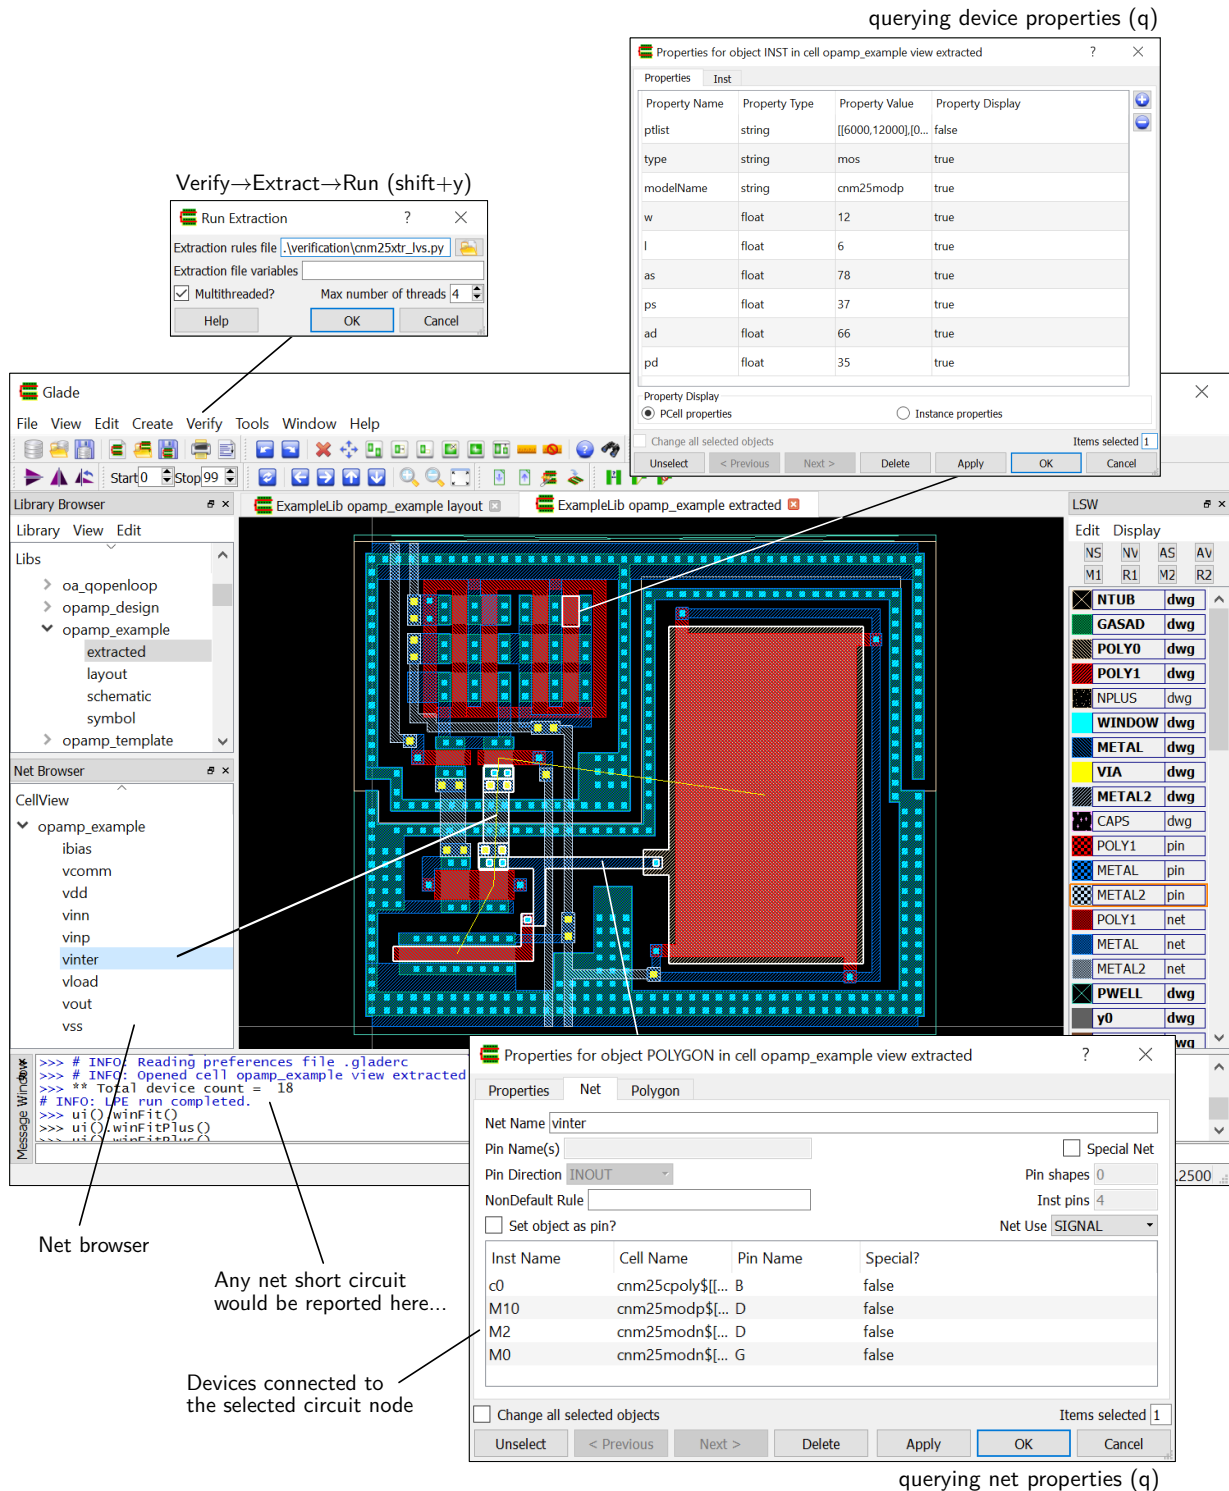 querying device properties (q)
Properties for object INST in cell opamp_example view extracted
?
Properties Inst
Property Name Property Type Property Value Property Display
ptlist string [[6000,12000],[0... false
type string mos true
modelName string cnm25modp true
w float 12 true
l float 6 true
as float 78 true
ps float 37 true
ad float 66 true
pd float 35 true
Property Display
PCell properties Instance properties
Change all selected objects Items selected 1
Unselect < Previous Next > Delete Apply OK Cancel
Verify→Extract→Run (shift+y)
Run Extraction ?
Extraction rules file .\verification\cnm25xtr_lvs.py
Extraction file variables
Multithreaded? Max number of threads 4
Help OK Cancel
Glade
File View Edit Create Verify Tools Window Help
Start 0 Stop 99
Library Browser
Library View Edit
Libs
oa_qopenloop
opamp_design
opamp_example
extracted
layout
schematic
symbol
opamp_template
ExampleLib opamp_example layout
ExampleLib opamp_example extracted
Net Browser
CellView
opamp_example
ibias
vcomm
vdd
vinn
vinp
vinter
vload
vout
vss
LSW
Edit Display
NS NV AS AV
M1 R1 M2 R2
NTUB dwg
GASAD dwg
POLY0 dwg
POLY1 dwg
NPLUS dwg
WINDOW dwg
METAL dwg
VIA dwg
METAL2 dwg
CAPS dwg
POLY1 pin
METAL pin
METAL2 pin
POLY1 net
METAL net
METAL2 net
PWELL dwg
y0 dwg
Message Window
>>> # INFO: Reading preferences file .gladerc
>>> # INFO: Opened cell opamp_example view extracted
>>> ** Total device count = 18
# INFO: LPE run completed.
>>> ui().winFit()
>>> ui().winFitPlus()
>>> ui().winFitPlus()
.2500
Properties for object POLYGON in cell opamp_example view extracted ?
Properties Net Polygon
Net Name vinter
Pin Name(s) Special Net
Pin Direction INOUT Pin shapes 0
NonDefault Rule Inst pins 4
Set object as pin? Net Use SIGNAL
Inst Name Cell Name Pin Name Special?
c0 cnm25cpoly$[[... B false
M10 cnm25modp$[... D false
M2 cnm25modn$[... D false
M0 cnm25modn$[... G false
Change all selected objects Items selected 1
Unselect < Previous Next > Delete Apply OK Cancel
Net browser
Any net short circuit
would be reported here...
Devices connected to
the selected circuit node
querying net properties (q)